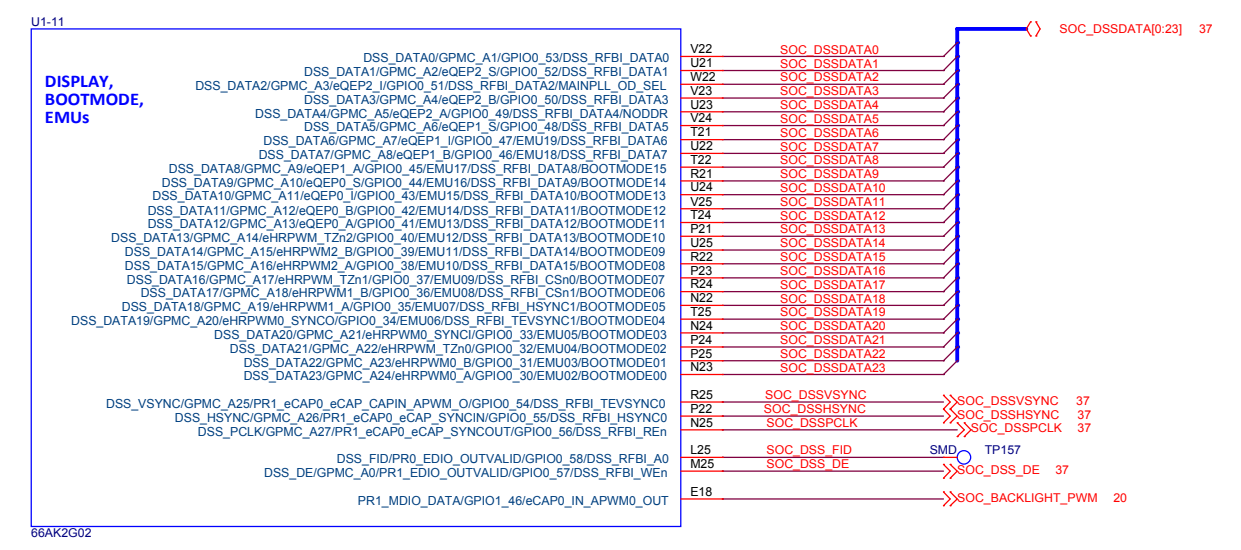 U1-11
SOC_DSSDATA[0:23] 37
DISPLAY,
BOOTMODE,
EMUs
DSS_DATA0/GPMC_A1/GPIO0_53/DSS_RFBI_DATA0 V22 SOC_DSSDATA0
DSS_DATA1/GPMC_A2/eQEP2_S/GPIO0_52/DSS_RFBI_DATA1 U21 SOC_DSSDATA1
DSS_DATA2/GPMC_A3/eQEP2_I/GPIO0_51/DSS_RFBI_DATA2/MAINPLL_OD_SEL W22 SOC_DSSDATA2
DSS_DATA3/GPMC_A4/eQEP2_B/GPIO0_50/DSS_RFBI_DATA3 V23 SOC_DSSDATA3
DSS_DATA4/GPMC_A5/eQEP2_A/GPIO0_49/DSS_RFBI_DATA4/NODDR U23 SOC_DSSDATA4
DSS_DATA5/GPMC_A6/eQEP1_S/GPIO0_48/DSS_RFBI_DATA5 V24 SOC_DSSDATA5
DSS_DATA6/GPMC_A7/eQEP1_I/GPIO0_47/EMU19/DSS_RFBI_DATA6 T21 SOC_DSSDATA6
DSS_DATA7/GPMC_A8/eQEP1_B/GPIO0_46/EMU18/DSS_RFBI_DATA7 U22 SOC_DSSDATA7
DSS_DATA8/GPMC_A9/eQEP1_A/GPIO0_45/EMU17/DSS_RFBI_DATA8/BOOTMODE15 T22 SOC_DSSDATA8
DSS_DATA9/GPMC_A10/eQEP0_S/GPIO0_44/EMU16/DSS_RFBI_DATA9/BOOTMODE14 R21 SOC_DSSDATA9
DSS_DATA10/GPMC_A11/eQEP0_I/GPIO0_43/EMU15/DSS_RFBI_DATA10/BOOTMODE13 U24 SOC_DSSDATA10
DSS_DATA11/GPMC_A12/eQEP0_B/GPIO0_42/EMU14/DSS_RFBI_DATA11/BOOTMODE12 V25 SOC_DSSDATA11
DSS_DATA12/GPMC_A13/eQEP0_A/GPIO0_41/EMU13/DSS_RFBI_DATA12/BOOTMODE11 T24 SOC_DSSDATA12
DSS_DATA13/GPMC_A14/eHRPWM_TZn2/GPIO0_40/EMU12/DSS_RFBI_DATA13/BOOTMODE10 P21 SOC_DSSDATA13
DSS_DATA14/GPMC_A15/eHRPWM2_B/GPIO0_39/EMU11/DSS_RFBI_DATA14/BOOTMODE09 U25 SOC_DSSDATA14
DSS_DATA15/GPMC_A16/eHRPWM2_A/GPIO0_38/EMU10/DSS_RFBI_DATA15/BOOTMODE08 R22 SOC_DSSDATA15
DSS_DATA16/GPMC_A17/eHRPWM_TZn1/GPIO0_37/EMU09/DSS_RFBI_CSn0/BOOTMODE07 P23 SOC_DSSDATA16
DSS_DATA17/GPMC_A18/eHRPWM1_B/GPIO0_36/EMU08/DSS_RFBI_CSn1/BOOTMODE06 R24 SOC_DSSDATA17
DSS_DATA18/GPMC_A19/eHRPWM1_A/GPIO0_35/EMU07/DSS_RFBI_HSYNC1/BOOTMODE05 N22 SOC_DSSDATA18
DSS_DATA19/GPMC_A20/eHRPWM0_SYNCO/GPIO0_34/EMU06/DSS_RFBI_TEVSYNC1/BOOTMODE04 T25 SOC_DSSDATA19
DSS_DATA20/GPMC_A21/eHRPWM0_SYNCI/GPIO0_33/EMU05/BOOTMODE03 N24 SOC_DSSDATA20
DSS_DATA21/GPMC_A22/eHRPWM_TZn0/GPIO0_32/EMU04/BOOTMODE02 P24 SOC_DSSDATA21
DSS_DATA22/GPMC_A23/eHRPWM0_B/GPIO0_31/EMU03/BOOTMODE01 P25 SOC_DSSDATA22
DSS_DATA23/GPMC_A24/eHRPWM0_A/GPIO0_30/EMU02/BOOTMODE00 N23 SOC_DSSDATA23
DSS_VSYNC/GPMC_A25/PR1_eCAP0_eCAP_CAPIN_APWM_O/GPIO0_54/DSS_RFBI_TEVSYNC0 R25 SOC_DSSVSYNC SOC_DSSVSYNC 37
DSS_HSYNC/GPMC_A26/PR1_eCAP0_eCAP_SYNCIN/GPIO0_55/DSS_RFBI_HSYNC0 P22 SOC_DSSHSYNC SOC_DSSHSYNC 37
DSS_PCLK/GPMC_A27/PR1_eCAP0_eCAP_SYNCOUT/GPIO0_56/DSS_RFBI_REn N25 SOC_DSSPCLK SOC_DSSPCLK 37
DSS_FID/PR0_EDIO_OUTVALID/GPIO0_58/DSS_RFBI_A0 L25 SOC_DSS_FID SMD TP157
DSS_DE/GPMC_A0/PR1_EDIO_OUTVALID/GPIO0_57/DSS_RFBI_WEn M25 SOC_DSS_DE SOC_DSS_DE 37
PR1_MDIO_DATA/GPIO1_46/eCAP0_IN_APWM0_OUT E18 SOC_BACKLIGHT_PWM 20
66AK2G02